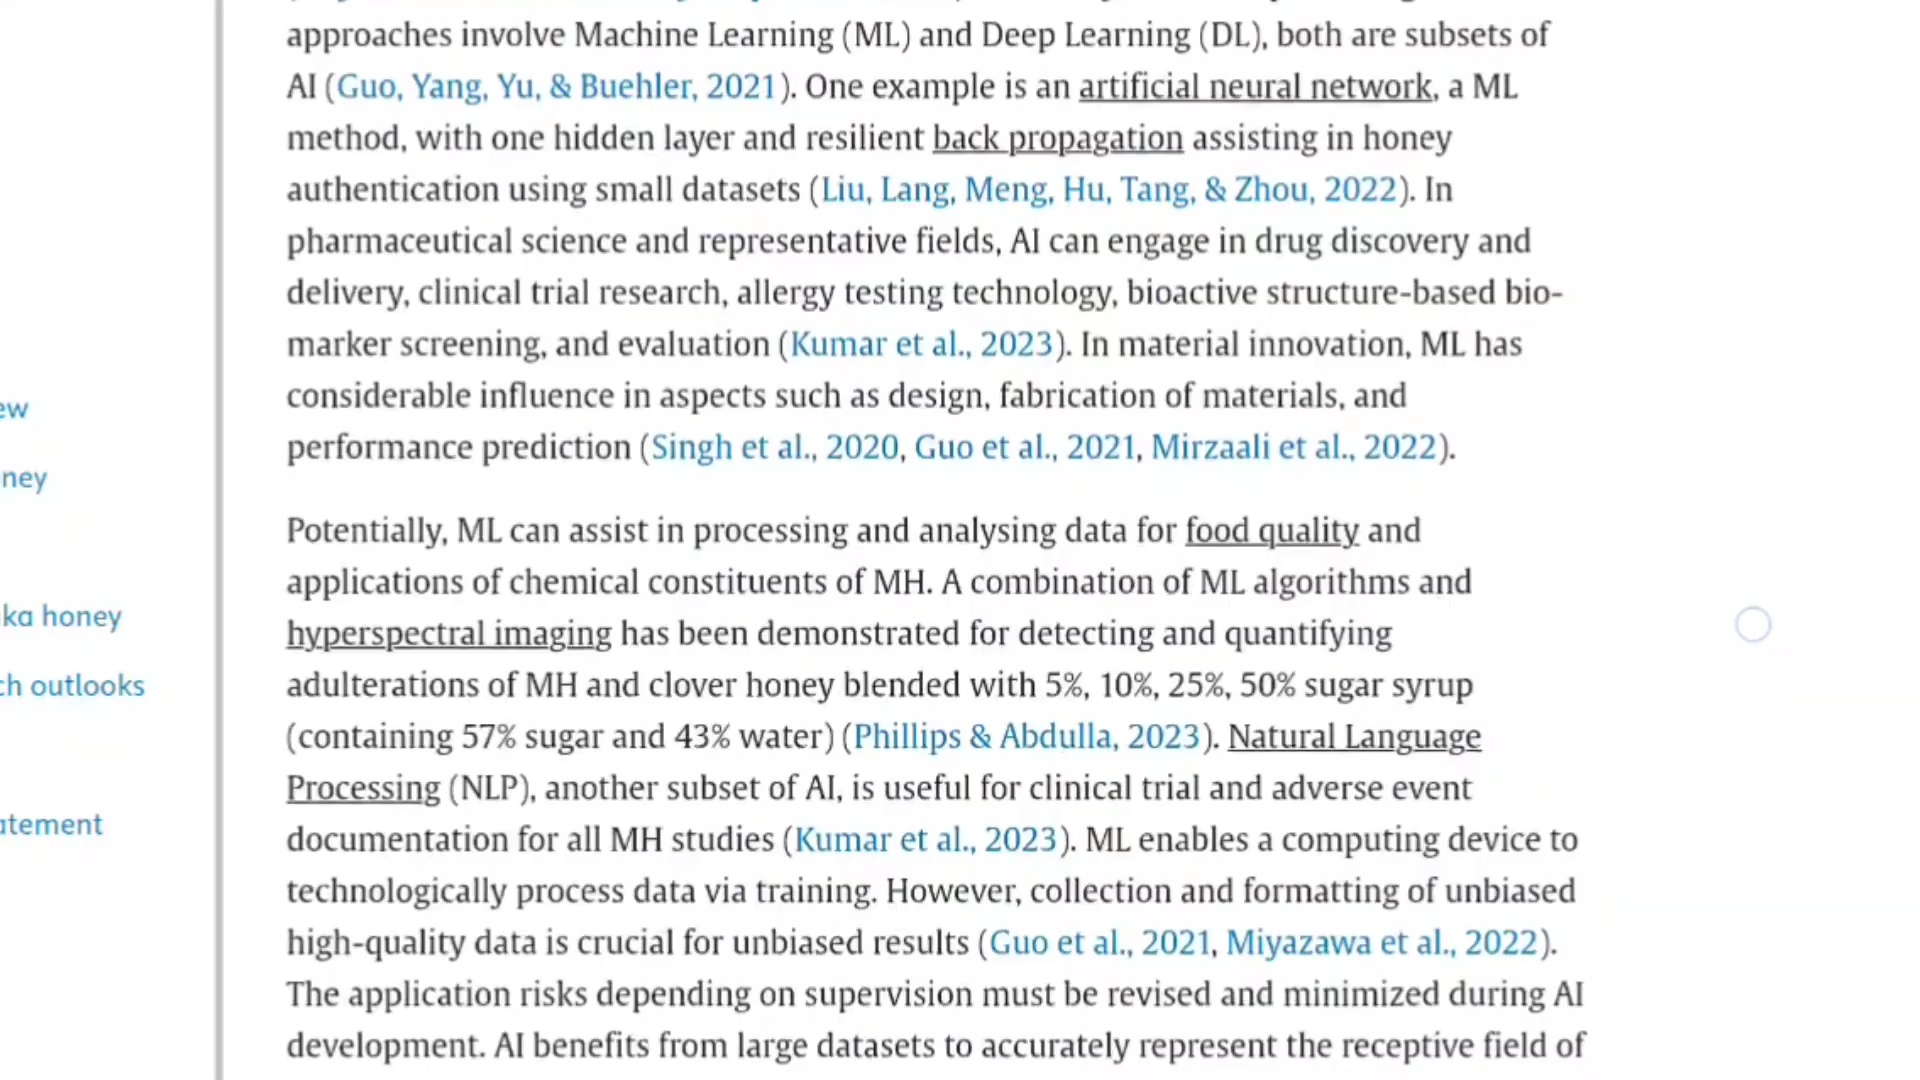 approaches involve Machine Learning (ML) and Deep Learning (DL), both are subsets of
AI (Guo, Yang, Yu, & Buehler, 2021). One example is an artificial neural network, a ML
method, with one hidden layer and resilient back propagation assisting in honey
authentication using small datasets (Liu, Lang, Meng, Hu, Tang, & Zhou, 2022). In
pharmaceutical science and representative fields, AI can engage in drug discovery and
delivery, clinical trial research, allergy testing technology, bioactive structure-based bio-
marker screening, and evaluation (Kumar et al., 2023). In material innovation, ML has
considerable influence in aspects such as design, fabrication of materials, and
performance prediction (Singh et al., 2020, Guo et al., 2021, Mirzaali et al., 2022).
Potentially, ML can assist in processing and analysing data for food quality and
applications of chemical constituents of MH. A combination of ML algorithms and
hyperspectral imaging has been demonstrated for detecting and quantifying
adulterations of MH and clover honey blended with 5%, 10%, 25%, 50% sugar syrup
(containing 57% sugar and 43% water) (Phillips & Abdulla, 2023). Natural Language
Processing (NLP), another subset of AI, is useful for clinical trial and adverse event
documentation for all MH studies (Kumar et al., 2023). ML enables a computing device to
technologically process data via training. However, collection and formatting of unbiased
high-quality data is crucial for unbiased results (Guo et al., 2021, Miyazawa et al., 2022).
The application risks depending on supervision must be revised and minimized during AI
development. AI benefits from large datasets to accurately represent the receptive field of
ew
ney
ka honey
ch outlooks
atement